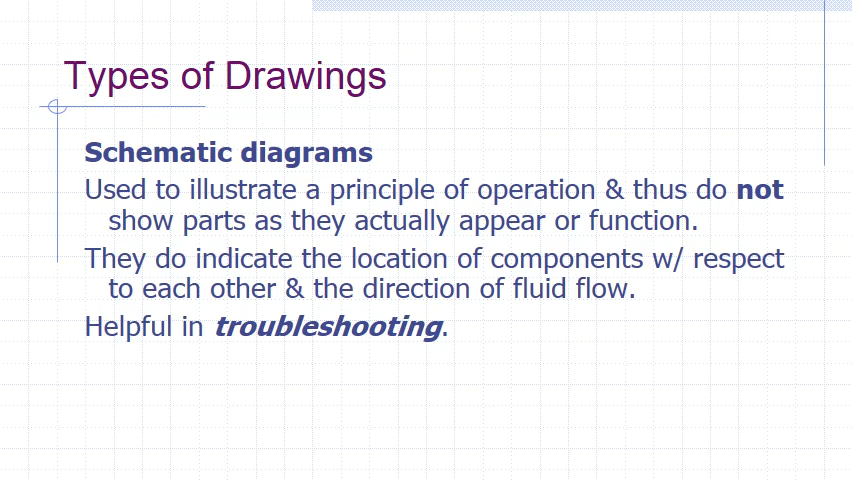 Types of Drawings
Schematic diagrams
Used to illustrate a principle of operation & thus do not
show parts as they actually appear or function.
They do indicate the location of components w/ respect
to each other & the direction of fluid flow.
Helpful in troubleshooting.